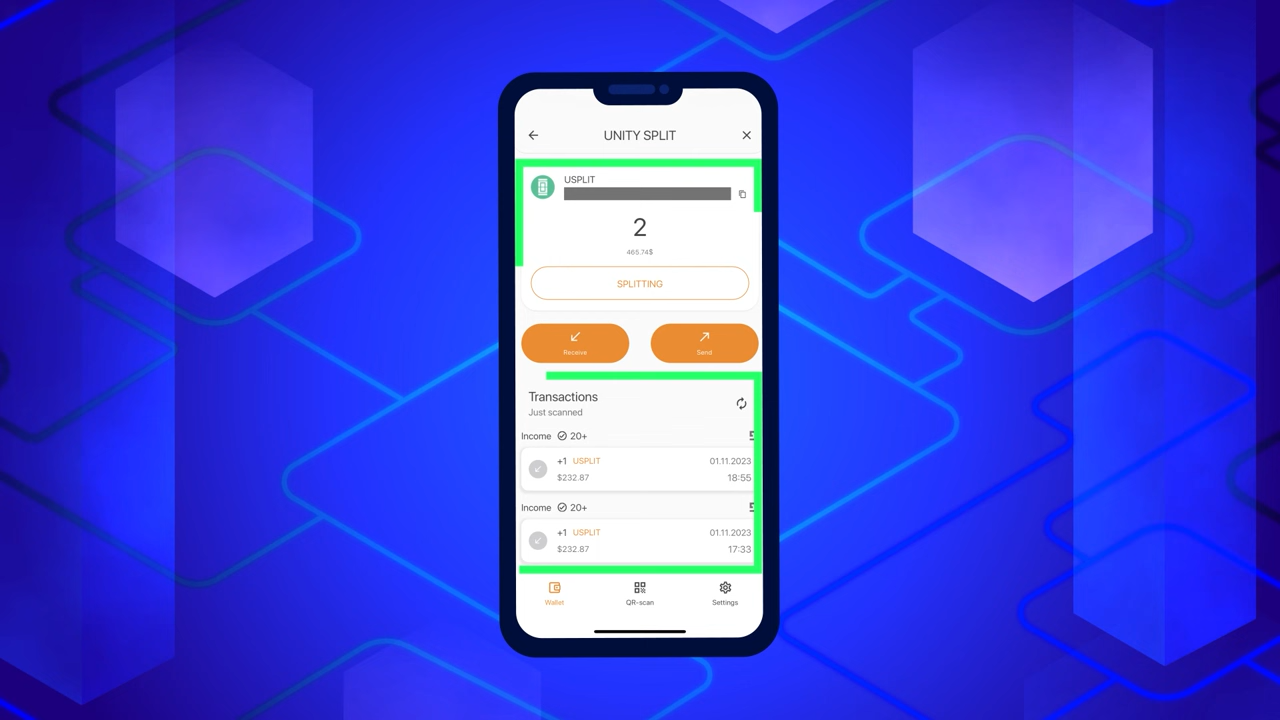 UNITY SPLIT
USPLIT
2
465.74$
SPLITTING
Receive
Send
Transactions
Just scanned
Income 20+
+1 USPLIT 01.11.2023
$232.87 18:55
Income 20+
+1 USPLIT 01.11.2023
$232.87 17:33
Wallet QR-scan Settings